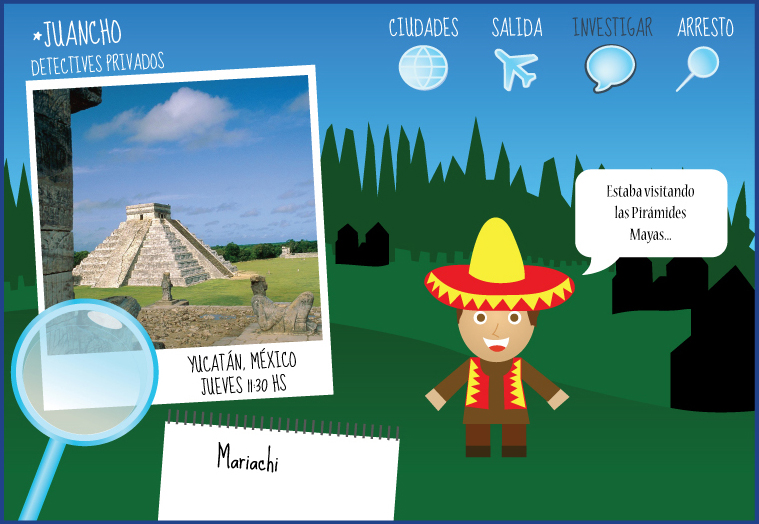 *JUANCHO
DETECTIVES PRIVADOS
CIUDADES
SALIDA
INVESTIGAR
ARRESTO
Estaba visitando
las Pirámides
Mayas...
YUCATÁN, MÉXICO
JUEVES 11:30 HS
Mariachi